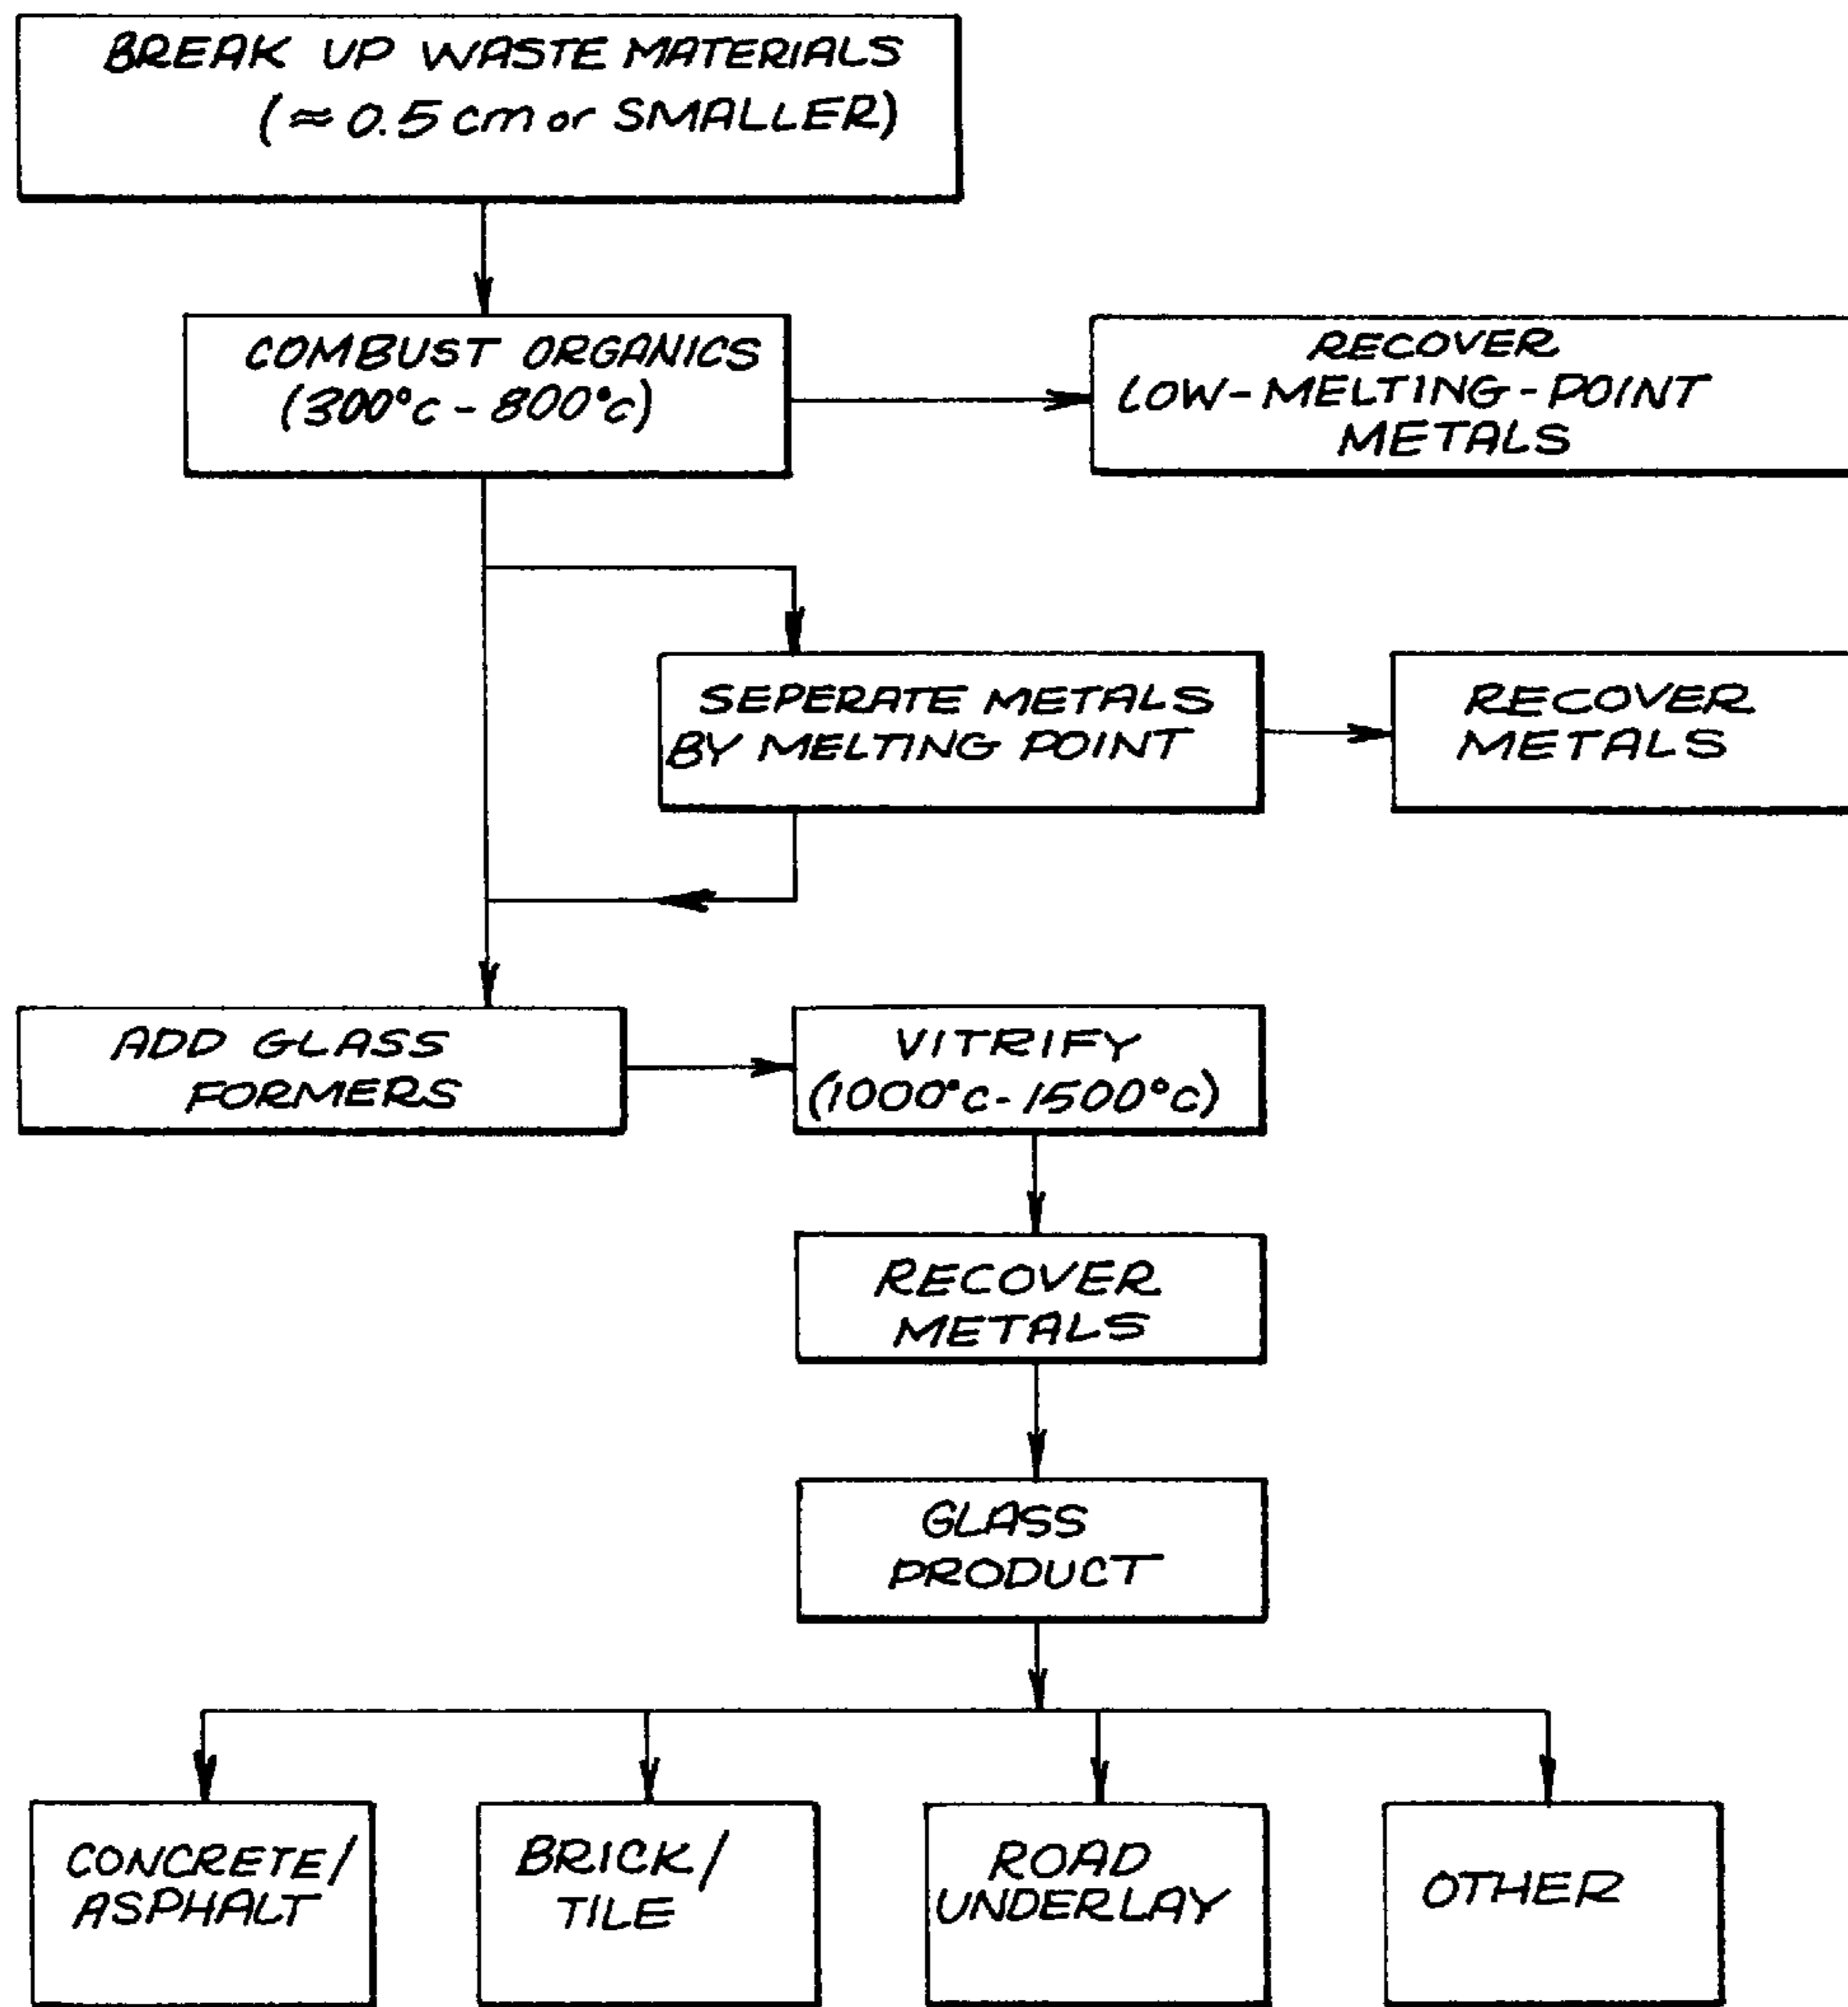 BREAK UP WASTE MATERIALS
(≈ 0.5 cm or SMALLER)
COMBUST ORGANICS
(300°c - 800°c)
RECOVER
LOW-MELTING-POINT
METALS
SEPERATE METALS
BY MELTING POINT
RECOVER
METALS
ADD GLASS
FORMERS
VITRIFY
(1000°c - 1500°c)
RECOVER
METALS
GLASS
PRODUCT
CONCRETE/
ASPHALT
BRICK/
TILE
ROAD
UNDERLAY
OTHER